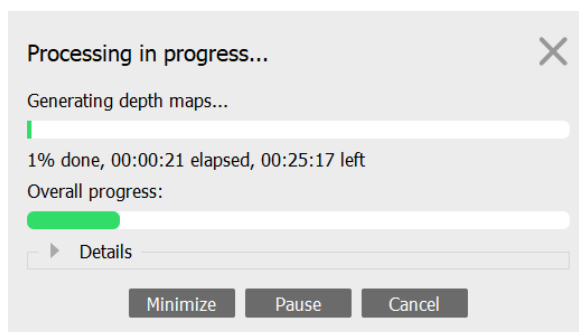 Processing in progress...
Generating depth maps...
1% done, 00:00:21 elapsed, 00:25:17 left
Overall progress:
Details
Minimize Pause Cancel